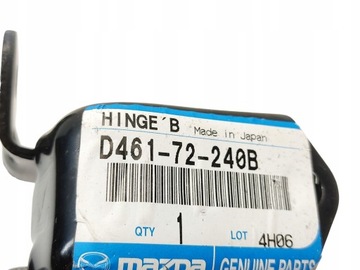 HINGE'B Made in Japan
D461-72-240B
QTY 1 LOT 4H06
mazda GENUINE PARTS